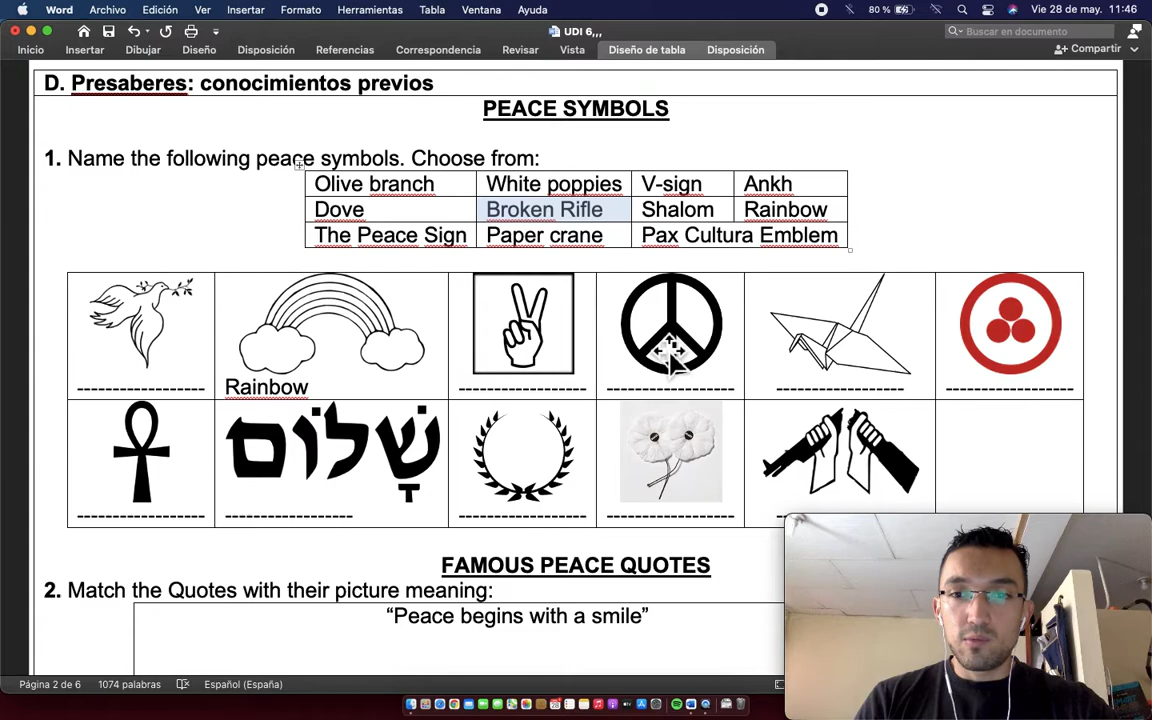 Word Archivo Edición Ver Insertar Formato Herramientas Tabla Ventana Ayuda 80 % Vie 28 de may. 11:46
UDI 6,,, Buscar en documento
Inicio Insertar Dibujar Diseño Disposición Referencias Correspondencia Revisar Vista Diseño de tabla Disposición Compartir
D. Presaberes: conocimientos previos
PEACE SYMBOLS
1. Name the following peace symbols. Choose from:
Olive branch White poppies V-sign Ankh
Dove Broken Rifle Shalom Rainbow
The Peace Sign Paper crane Pax Cultura Emblem
Rainbow
שָׁלוֹם
FAMOUS PEACE QUOTES
2. Match the Quotes with their picture meaning:
“Peace begins with a smile”
Página 2 de 6 1074 palabras Español (España)